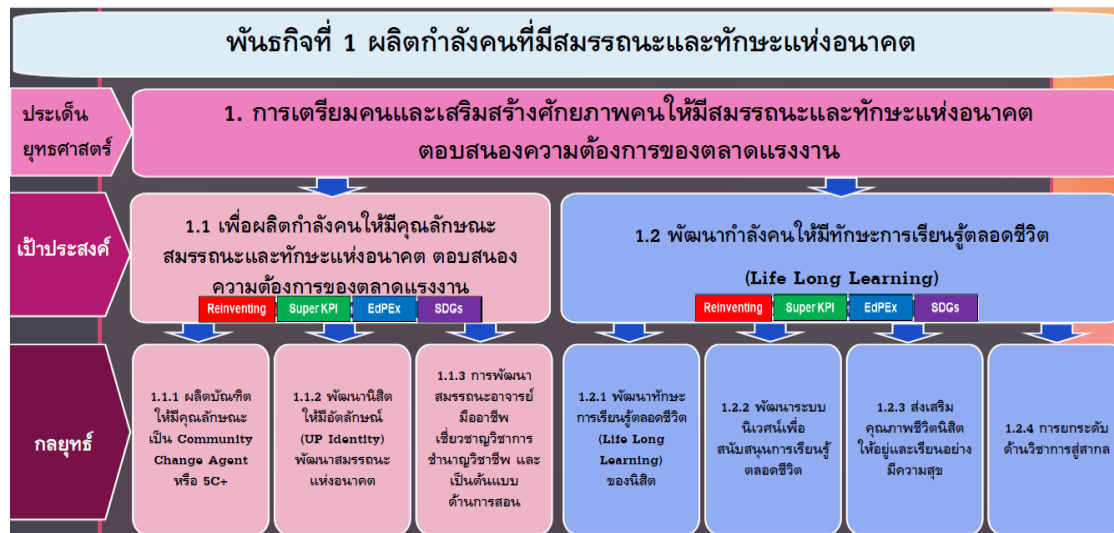 พันธกิจที่ 1 ผลิตกำลังคนที่มีสมรรถนะและทักษะแห่งอนาคต
ประเด็น
ยุทธศาสตร์
1. การเตรียมคนและเสริมสร้างศักยภาพคนให้มีสมรรถนะและทักษะแห่งอนาคต
ตอบสนองความต้องการของตลาดแรงงาน
เป้าประสงค์
1.1 เพื่อผลิตกำลังคนให้มีคุณลักษณะ
สมรรถนะและทักษะแห่งอนาคต ตอบสนอง
ความต้องการของตลาดแรงงาน
Reinventing
Super KPI
EdPEx
SDGs
1.2 พัฒนากำลังคนให้มีทักษะการเรียนรู้ตลอดชีวิต
(Life Long Learning)
Reinventing
Super KPI
EdPEx
SDGs
กลยุทธ์
1.1.1 ผลิตบัณฑิต
ให้มีคุณลักษณะ
เป็น Community
Change Agent
หรือ 5C+
1.1.2 พัฒนานิสิต
ให้มีอัตลักษณ์
(UP Identity)
พัฒนาสมรรถนะ
แห่งอนาคต
1.1.3 การพัฒนา
สมรรถนะอาจารย์
มืออาชีพ
เชี่ยวชาญวิชาการ
ชำนาญวิชาชีพ และ
เป็นต้นแบบ
ด้านการสอน
1.2.1 พัฒนาทักษะ
การเรียนรู้ตลอดชีวิต
(Life Long
Learning)
ของนิสิต
1.2.2 พัฒนาระบบ
นิเวศน์เพื่อ
สนับสนุนการเรียนรู้
ตลอดชีวิต
1.2.3 ส่งเสริม
คุณภาพชีวิตนิสิต
ให้อยู่และเรียนอย่าง
มีความสุข
1.2.4 การยกระดับ
ด้านวิชาการสู่สากล